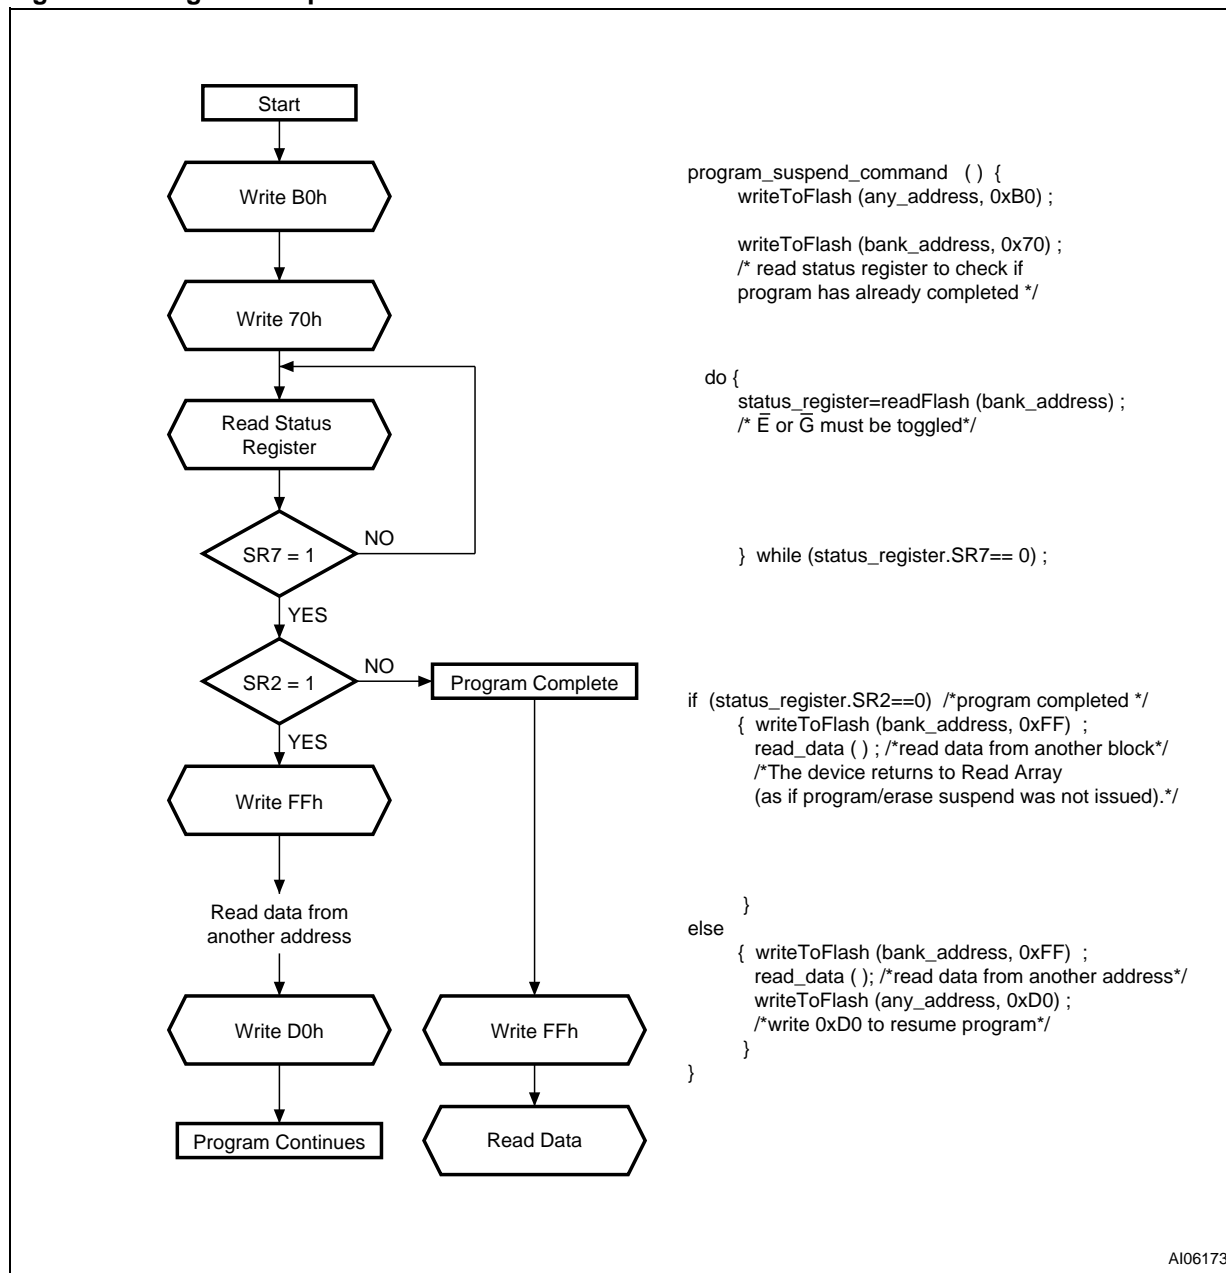 Start
Write B0h
Write 70h
Read Status
Register
SR7 = 1
NO
YES
SR2 = 1
NO
Program Complete
YES
Write FFh
Read data from
another address
Write D0h
Write FFh
Program Continues
Read Data
program_suspend_command ( ) {
writeToFlash (any_address, 0xB0) ;
writeToFlash (bank_address, 0x70) ;
/* read status register to check if
program has already completed */
do {
status_register=readFlash (bank_address) ;
/* E̅ or G̅ must be toggled*/
} while (status_register.SR7== 0) ;
if (status_register.SR2==0) /*program completed */
{ writeToFlash (bank_address, 0xFF) ;
read_data ( ) ; /*read data from another block*/
/*The device returns to Read Array
(as if program/erase suspend was not issued).*/
}
else
{ writeToFlash (bank_address, 0xFF) ;
read_data ( ); /*read data from another address*/
writeToFlash (any_address, 0xD0) ;
/*write 0xD0 to resume program*/
}
}
AI06173